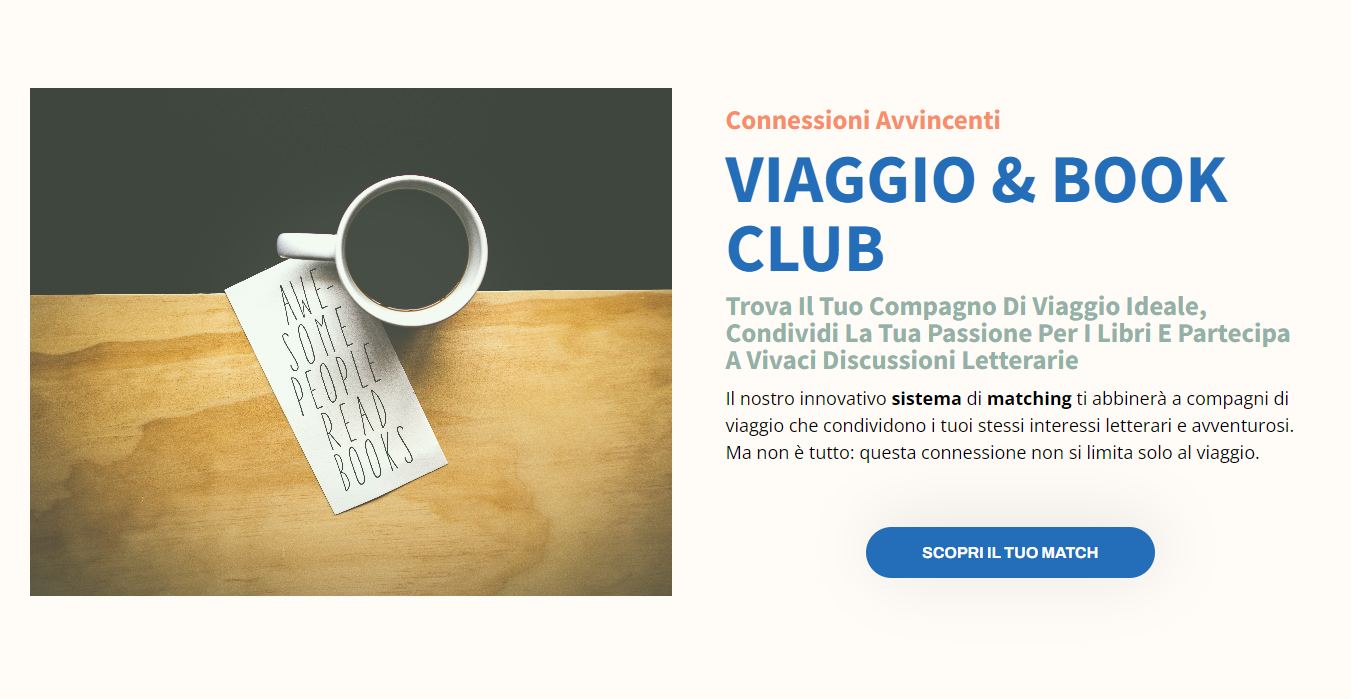 AWE-
SOME
PEOPLE
READ
BOOKS
Connessioni Avvincenti
VIAGGIO & BOOK
CLUB
Trova Il Tuo Compagno Di Viaggio Ideale,
Condividi La Tua Passione Per I Libri E Partecipa
A Vivaci Discussioni Letterarie
Il nostro innovativo sistema di matching ti abbinerà a compagni di
viaggio che condividono i tuoi stessi interessi letterari e avventurosi.
Ma non è tutto: questa connessione non si limita solo al viaggio.
SCOPRI IL TUO MATCH